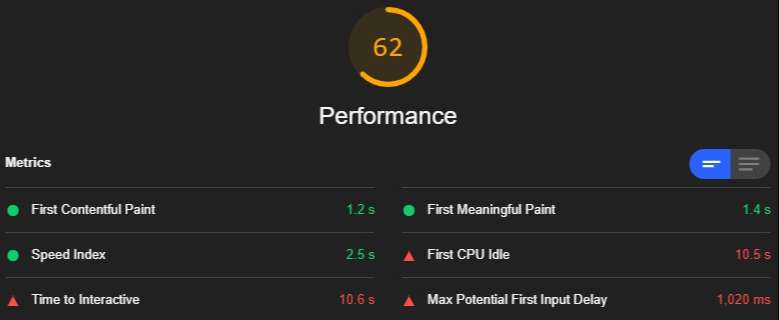 62
Performance
Metrics
First Contentful Paint 1.2 s
First Meaningful Paint 1.4 s
Speed Index 2.5 s
First CPU Idle 10.5 s
Time to Interactive 10.6 s
Max Potential First Input Delay 1,020 ms